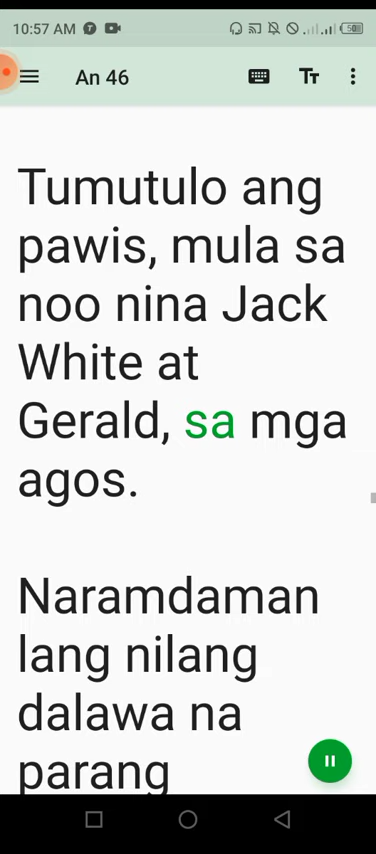 10:57 AM
50
An 46
Tumutulo ang
pawis, mula sa
noo nina Jack
White at
Gerald, sa mga
agos.
Naramdaman
lang nilang
dalawa na
parang